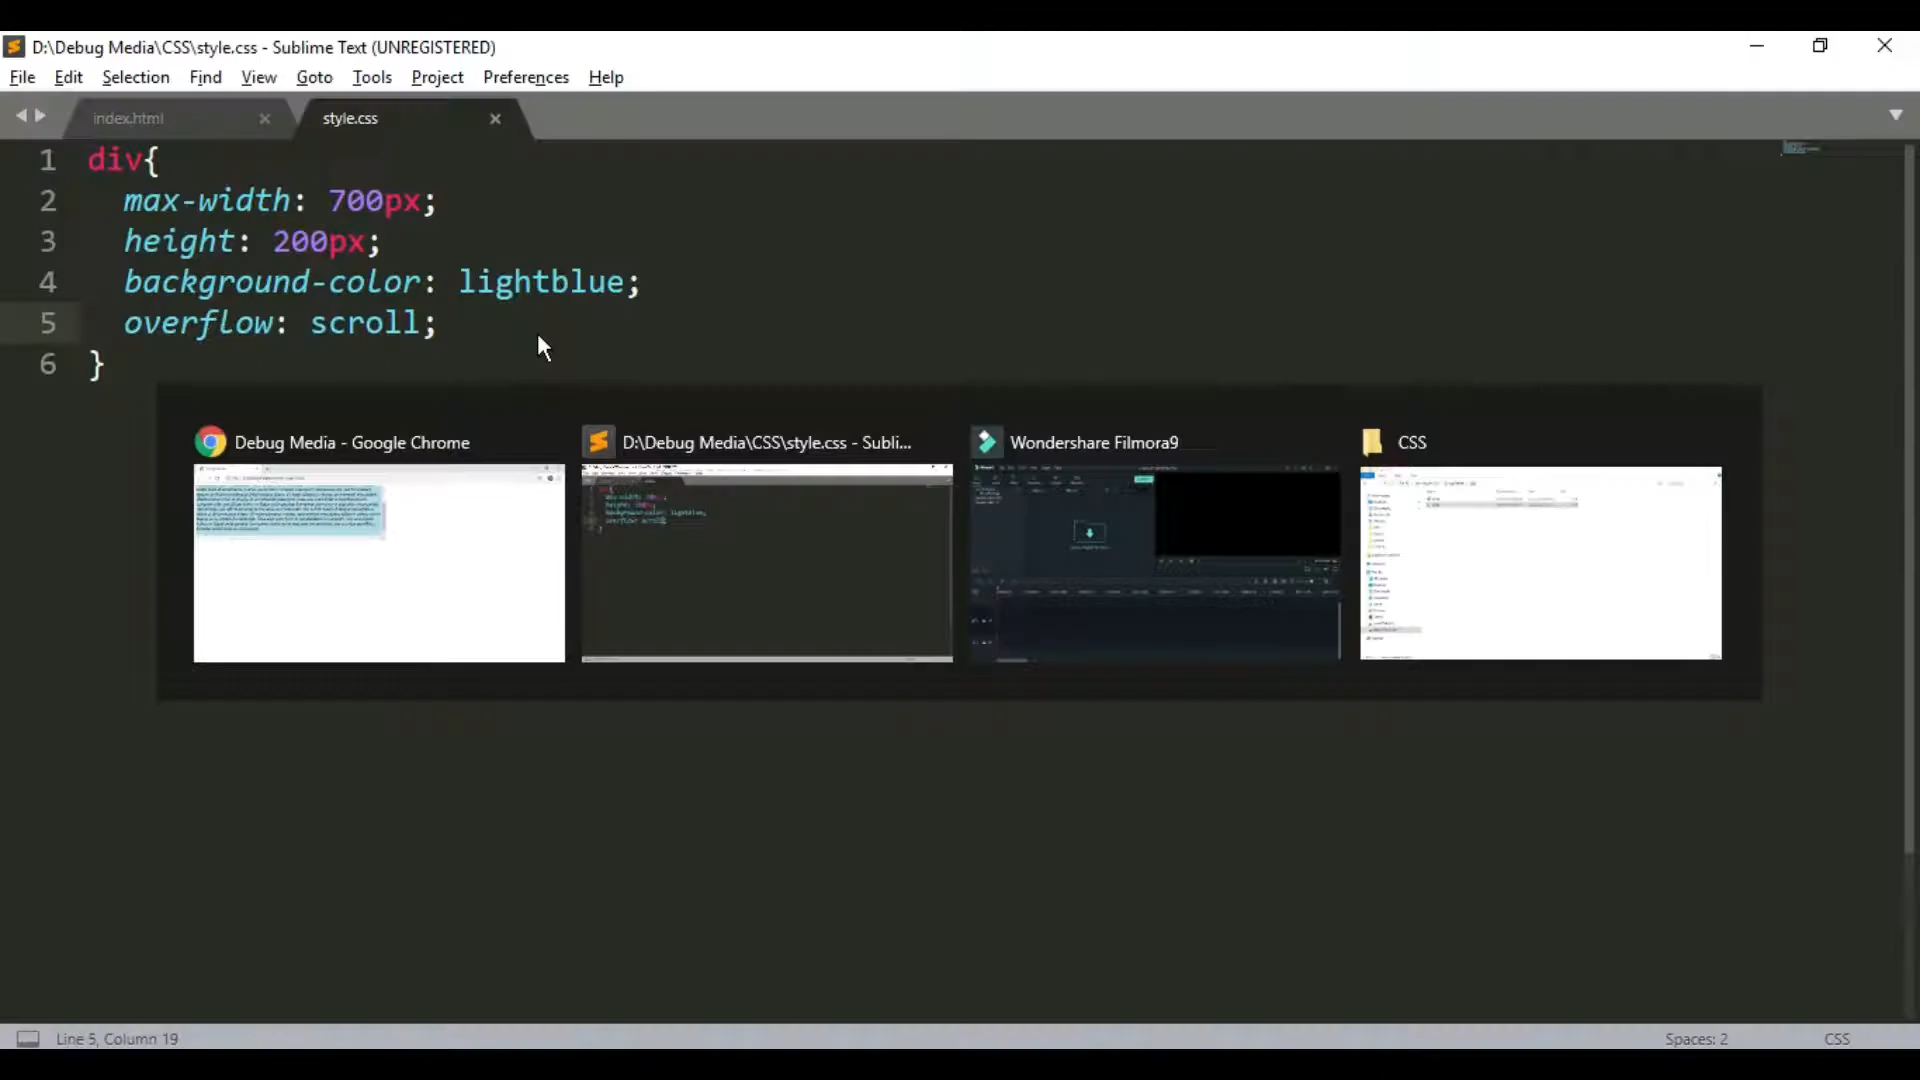 D:\Debug Media\CSS\style.css - Sublime Text (UNREGISTERED)
File Edit Selection Find View Goto Tools Project Preferences Help
index.html style.css
1 div{
2 max-width: 700px;
3 height: 200px;
4 background-color: lightblue;
5 overflow: scroll;
6 }
Debug Media - Google Chrome
D:\Debug Media\CSS\style.css - Subli...
Wondershare Filmora9
CSS
Line 5, Column 19
Spaces: 2
CSS